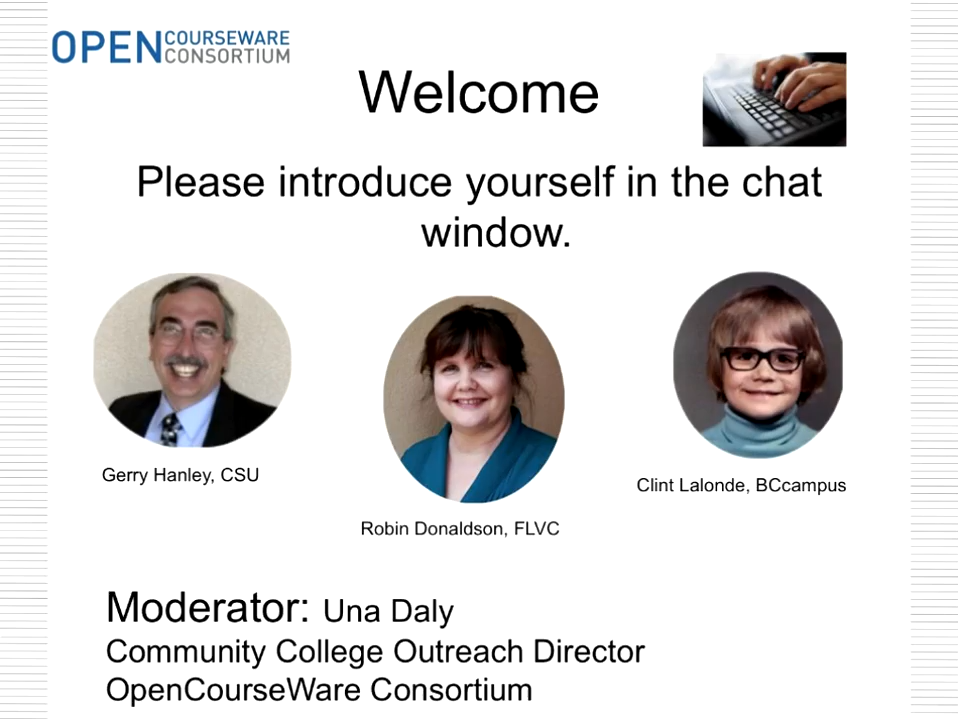 OPEN COURSEWARE CONSORTIUM
Welcome
Please introduce yourself in the chat
window.
Gerry Hanley, CSU
Robin Donaldson, FLVC
Clint Lalonde, BCcampus
Moderator: Una Daly
Community College Outreach Director
OpenCourseWare Consortium